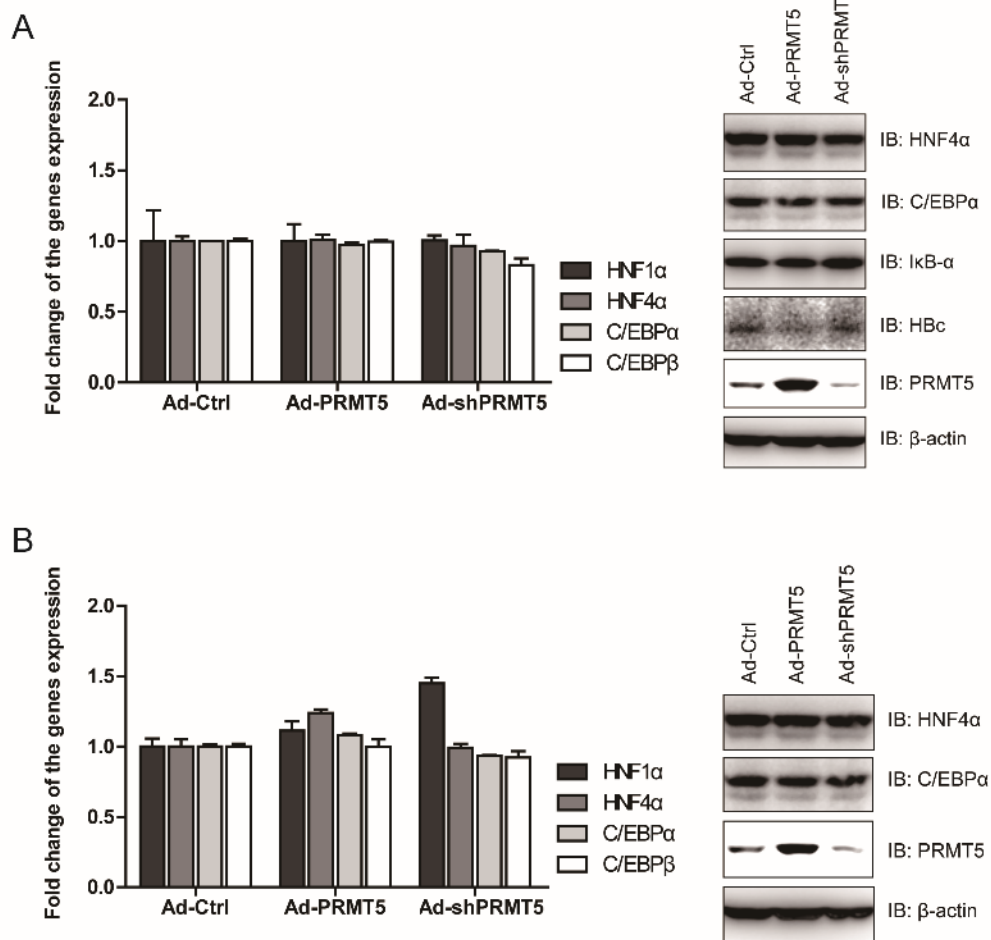 A
Fold change of the genes expression
2.0
1.5
1.0
0.5
0.0
Ad-Ctrl
Ad-PRMT5
Ad-shPRMT5
HNF1α
HNF4α
C/EBPα
C/EBPβ
Ad-Ctrl
Ad-PRMT5
Ad-shPRMT
IB: HNF4α
IB: C/EBPα
IB: IκB-α
IB: HBc
IB: PRMT5
IB: β-actin
B
Fold change of the genes expression
2.0
1.5
1.0
0.5
0.0
Ad-Ctrl
Ad-PRMT5
Ad-shPRMT5
HNF1α
HNF4α
C/EBPα
C/EBPβ
Ad-Ctrl
Ad-PRMT5
Ad-shPRMT5
IB: HNF4α
IB: C/EBPα
IB: PRMT5
IB: β-actin